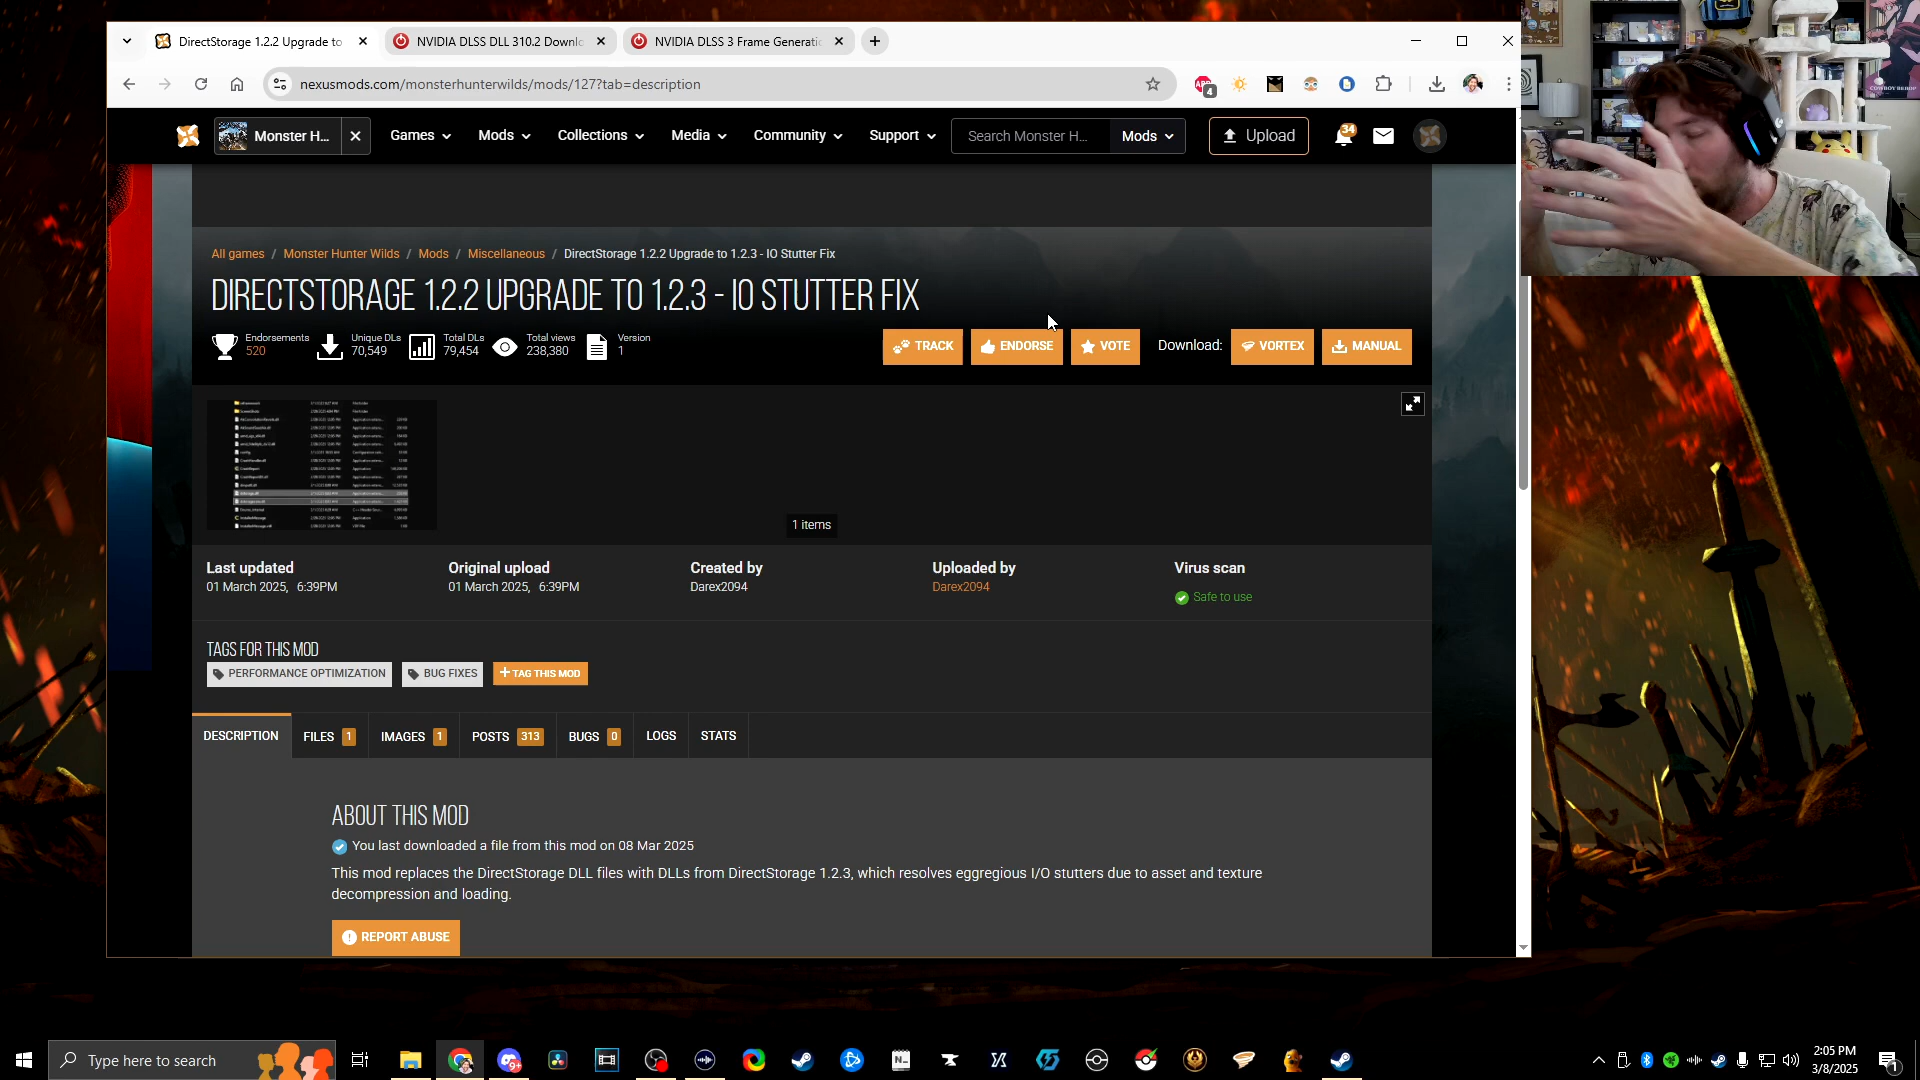 DirectStorage 1.2.2 Upgrade to
NVIDIA DLSS DLL 310.2 Downlo
NVIDIA DLSS 3 Frame Generatio
nexusmods.com/monsterhunterwilds/mods/127?tab=description
4
Monster H...
Games
Mods
Collections
Media
Community
Support
Search Monster H...
Mods
Upload
34
All games / Monster Hunter Wilds / Mods / Miscellaneous / DirectStorage 1.2.2 Upgrade to 1.2.3 - IO Stutter Fix
DIRECTSTORAGE 1.2.2 UPGRADE TO 1.2.3 - IO STUTTER FIX
Endorsements
520
Unique DLs
70,549
Total DLs
79,454
Total views
238,380
Version
1
TRACK
ENDORSE
VOTE
Download:
VORTEX
MANUAL
1 items
Last updated
01 March 2025, 6:39PM
Original upload
01 March 2025, 6:39PM
Created by
Darex2094
Uploaded by
Darex2094
Virus scan
Safe to use
TAGS FOR THIS MOD
PERFORMANCE OPTIMIZATION
BUG FIXES
+ TAG THIS MOD
DESCRIPTION
FILES 1
IMAGES 1
POSTS 313
BUGS 0
LOGS
STATS
ABOUT THIS MOD
You last downloaded a file from this mod on 08 Mar 2025
This mod replaces the DirectStorage DLL files with DLLs from DirectStorage 1.2.3, which resolves eggregious I/O stutters due to asset and texture
decompression and loading.
REPORT ABUSE
COWBOY BEBOP
Type here to search
9+
2:05 PM
3/8/2025
1